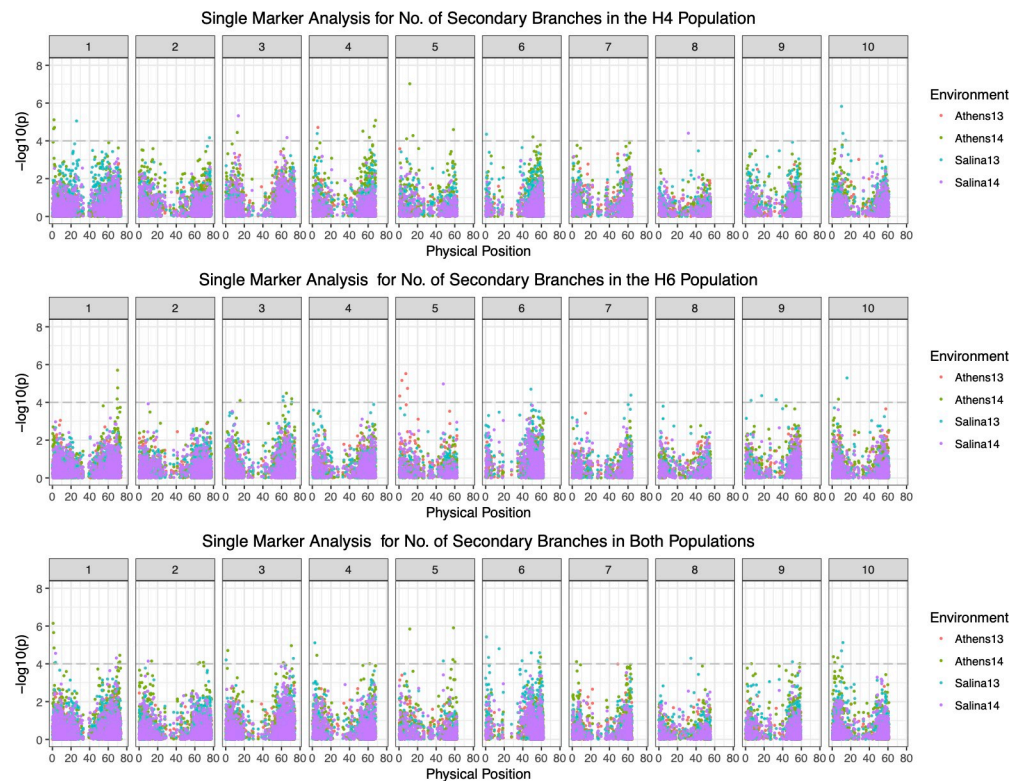 Single Marker Analysis for No. of Secondary Branches in the H4 Population
1 2 3 4 5 6 7 8 9 10
8
6
4
2
0
−log10(p)
0 20 40 60 80 0 20 40 60 80 0 20 40 60 80 0 20 40 60 80 0 20 40 60 80 0 20 40 60 80 0 20 40 60 80 0 20 40 60 80 0 20 40 60 80 0 20 40 60 80
Physical Position
Environment
Athens13
Athens14
Salina13
Salina14
Single Marker Analysis for No. of Secondary Branches in the H6 Population
1 2 3 4 5 6 7 8 9 10
8
6
4
2
0
−log10(p)
0 20 40 60 80 0 20 40 60 80 0 20 40 60 80 0 20 40 60 80 0 20 40 60 80 0 20 40 60 80 0 20 40 60 80 0 20 40 60 80 0 20 40 60 80 0 20 40 60 80
Physical Position
Environment
Athens13
Athens14
Salina13
Salina14
Single Marker Analysis for No. of Secondary Branches in Both Populations
1 2 3 4 5 6 7 8 9 10
8
6
4
2
0
−log10(p)
0 20 40 60 80 0 20 40 60 80 0 20 40 60 80 0 20 40 60 80 0 20 40 60 80 0 20 40 60 80 0 20 40 60 80 0 20 40 60 80 0 20 40 60 80 0 20 40 60 80
Physical Position
Environment
Athens13
Athens14
Salina13
Salina14